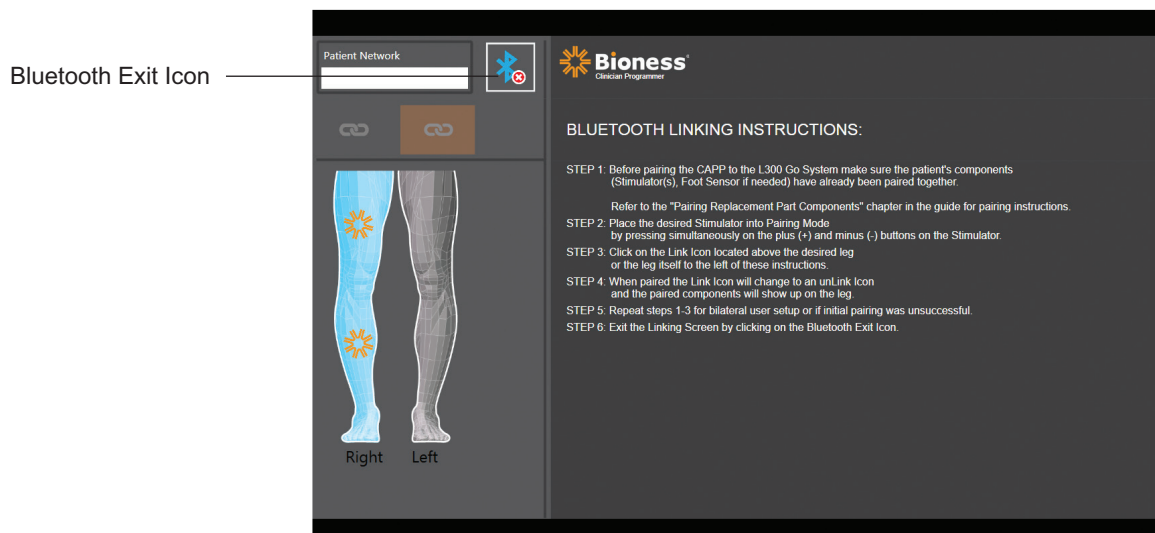 Bluetooth Exit Icon
Patient Network
Bioness
Clinician Programmer
BLUETOOTH LINKING INSTRUCTIONS:
STEP 1: Before pairing the CAPP to the L300 Go System make sure the patient's components
(Stimulator(s), Foot Sensor if needed) have already been paired together.
Refer to the "Pairing Replacement Part Components" chapter in the guide for pairing instructions.
STEP 2: Place the desired Stimulator into Pairing Mode
by pressing simultaneously on the plus (+) and minus (-) buttons on the Stimulator.
STEP 3: Click on the Link Icon located above the desired leg
or the leg itself to the left of these instructions.
STEP 4: When paired the Link Icon will change to an unLink Icon
and the paired components will show up on the leg.
STEP 5: Repeat steps 1-3 for bilateral user setup or if initial pairing was unsuccessful.
STEP 6: Exit the Linking Screen by clicking on the Bluetooth Exit Icon.
Right Left